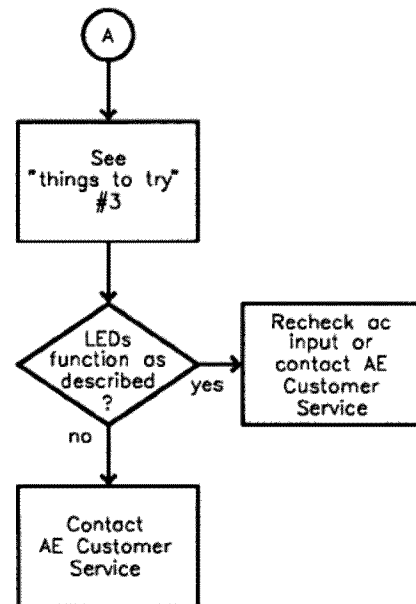 A
See
"things to try"
#3
LEDs
function as
described
?
yes
no
Recheck ac
input or
contact AE
Customer
Service
Contact
AE Customer
Service